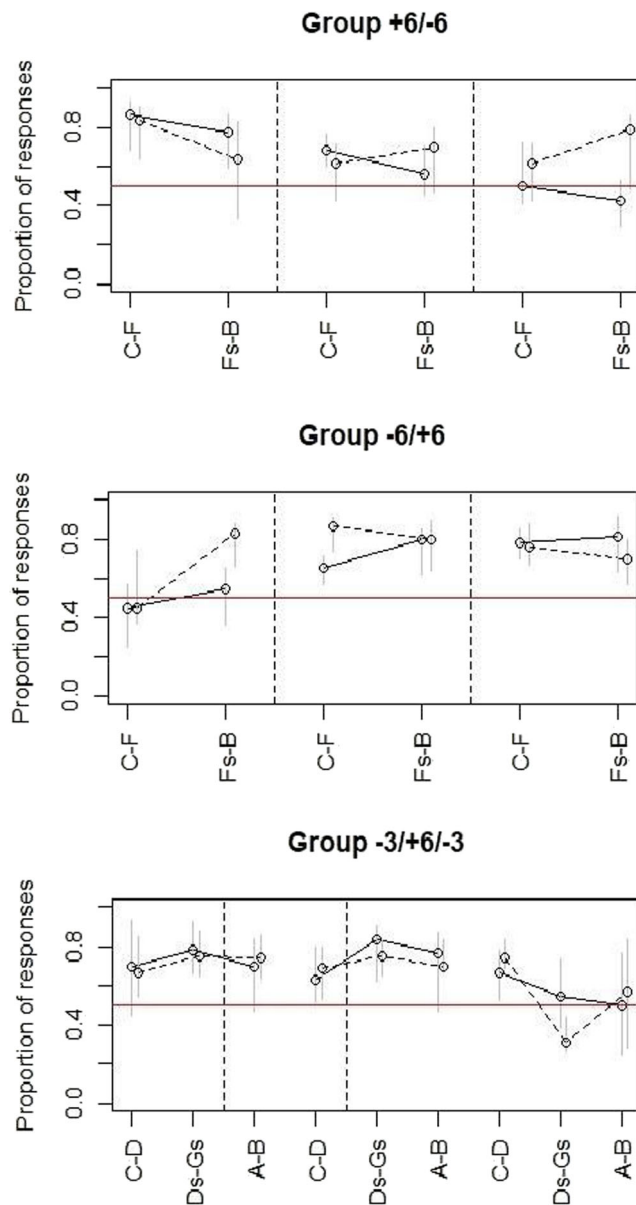 Group +6/-6
Proportion of responses
0.0 0.4 0.8
C-F Fs-B C-F Fs-B C-F Fs-B
Group -6/+6
Proportion of responses
0.0 0.4 0.8
C-F Fs-B C-F Fs-B C-F Fs-B
Group -3/+6/-3
Proportion of responses
0.0 0.4 0.8
C-D Ds-Gs A-B C-D Ds-Gs A-B C-D Ds-Gs A-B